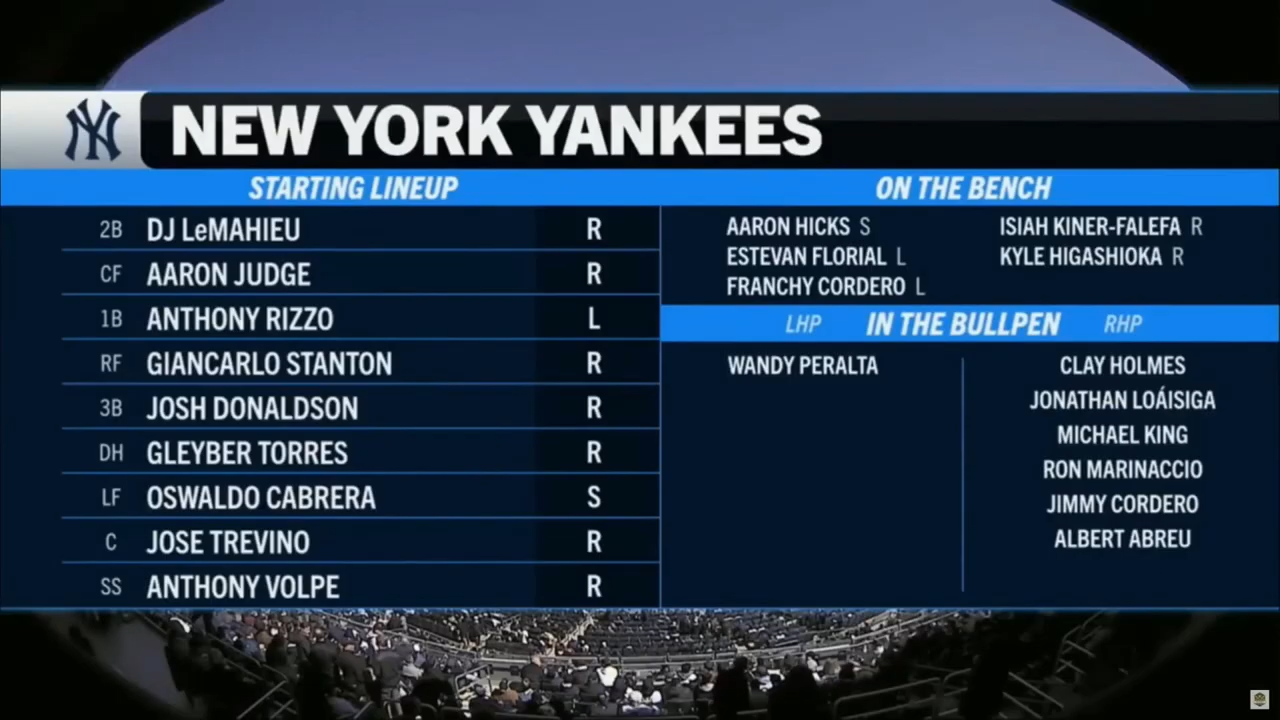 NY NEW YORK YANKEES
STARTING LINEUP
2B DJ LeMAHIEU R
CF AARON JUDGE R
1B ANTHONY RIZZO L
RF GIANCARLO STANTON R
3B JOSH DONALDSON R
DH GLEYBER TORRES R
LF OSWALDO CABRERA S
C JOSE TREVINO R
SS ANTHONY VOLPE R
ON THE BENCH
AARON HICKS S ISIAH KINER-FALEFA R
ESTEVAN FLORIAL L KYLE HIGASHIOKA R
FRANCHY CORDERO L
LHP IN THE BULLPEN RHP
WANDY PERALTA CLAY HOLMES
JONATHAN LOÁISIGA
MICHAEL KING
RON MARINACCIO
JIMMY CORDERO
ALBERT ABREU